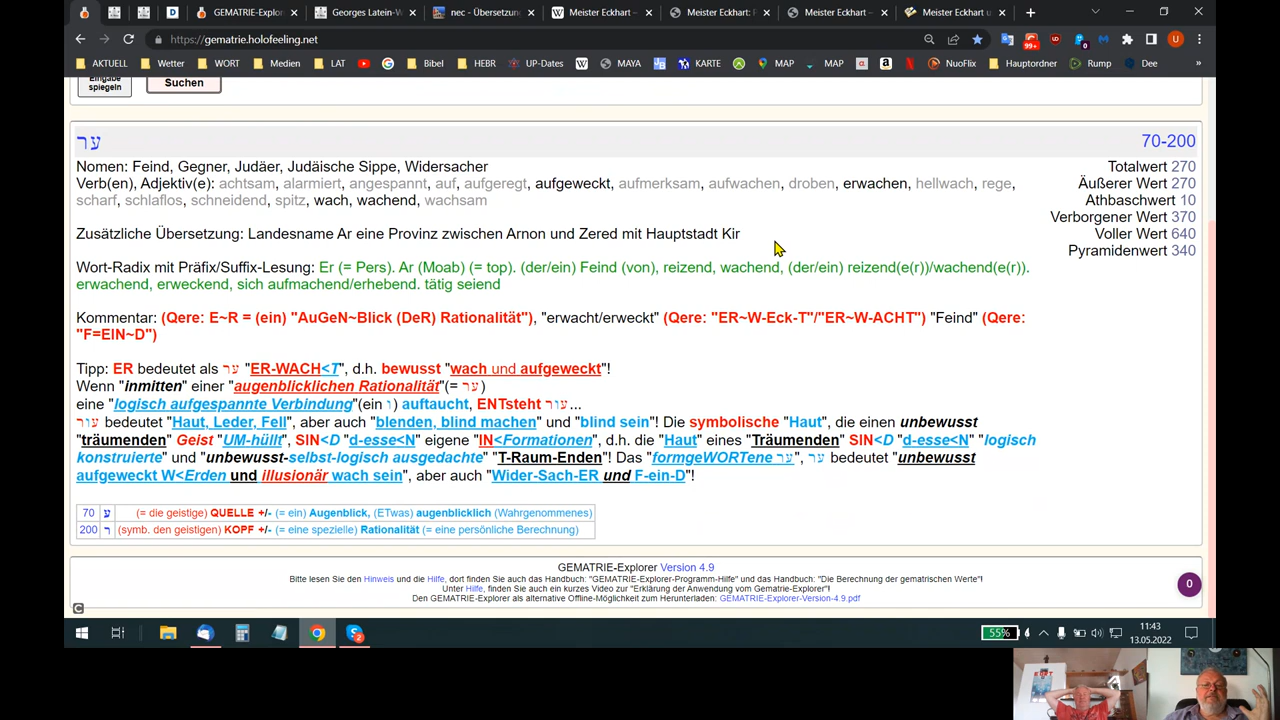 GEMATRIE-Explor
Georges Latein-W
nec - Übersetzung
Meister Eckhart –
Meister Eckhart: F
Meister Eckhart -
Meister Eckhart u
https://gematrie.holofeeling.net
AKTUELL Wetter WORT Medien LAT Bibel HEBR UP-Dates MAYA KARTE MAP MAP NuoFlix Hauptordner Rump Dee »
Eingabe
spiegeln
Suchen
ער 70-200
Nomen: Feind, Gegner, Judäer, Judäische Sippe, Widersacher
Totalwert 270
Verb(en), Adjektiv(e): achtsam, alarmiert, angespannt, auf, aufgeregt, aufgeweckt, aufmerksam, aufwachen, droben, erwachen, hellwach, rege,
Äußerer Wert 270
scharf, schlaflos, schneidend, spitz, wach, wachend, wachsam
Athbaschwert 10
Verborgener Wert 370
Zusätzliche Übersetzung: Landesname Ar eine Provinz zwischen Arnon und Zered mit Hauptstadt Kir
Voller Wert 640
Pyramidenwert 340
Wort-Radix mit Präfix/Suffix-Lesung: Er (= Pers). Ar (Moab) (= top). (der/ein) Feind (von), reizend, wachend, (der/ein) reizend(e(r))/wachend(e(r)).
erwachend, erweckend, sich aufmachend/erhebend. tätig seiend
Kommentar: (Qere: E~R = (ein) "AuGeN~Blick (DeR) Rationalität"), "erwacht/erweckt" (Qere: "ER~W-Eck-T"/"ER~W-ACHT") "Feind" (Qere:
"F=EIN~D")
Tipp: ER bedeutet als ער "ER-WACH<T", d.h. bewusst "wach und aufgeweckt"!
Wenn "inmitten" einer "augenblicklichen Rationalität"(= ער)
eine "logisch aufgespannte Verbindung"(ein ו) auftaucht, ENTsteht עור...
עור bedeutet "Haut, Leder, Fell", aber auch "blenden, blind machen" und "blind sein"! Die symbolische "Haut", die einen unbewusst
"träumenden" Geist "UM-hüllt", SIN<D "d-esse<N" eigene "IN<Formationen", d.h. die "Haut" eines "Träumenden" SIN<D "d-esse<N" "logisch
konstruierte" und "unbewusst-selbst-logisch ausgedachte" "T-Raum-Enden"! Das "formgeWORTene ער", ער bedeutet "unbewusst
aufgeweckt W<Erden und illusionär wach sein", aber auch "Wider-Sach-ER und F-ein-D"!
70 ע (= die geistige) QUELLE +/- (= ein) Augenblick, (ETwas) augenblicklich (Wahrgenommenes)
200 ר (symb. den geistigen) KOPF +/- (= eine spezielle) Rationalität (= eine persönliche Berechnung)
GEMATRIE-Explorer Version 4.9
Bitte lesen Sie den Hinweis und die Hilfe, dort finden Sie auch das Handbuch: "GEMATRIE-Explorer-Programm-Hilfe" und das Handbuch: "Die Berechnung der gematrischen Werte"!
Unter Hilfe, finden Sie auch ein kurzes Video zur "Erklärung der Anwendung vom Gematrie-Explorer"!
Den GEMATRIE-Explorer als alternative Offline-Möglichkeit zum Herunterladen: GEMATRIE-Explorer-Version-4.9.pdf
0
55%
11:43
13.05.2022